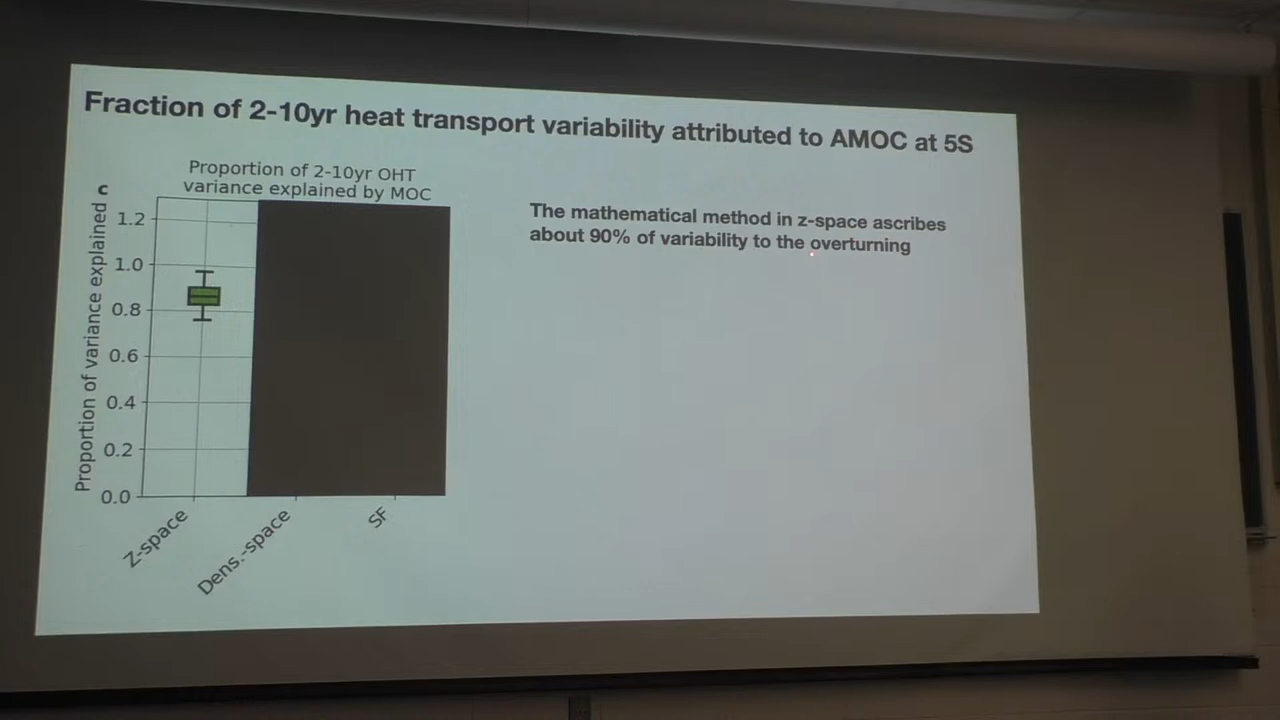 Fraction of 2-10yr heat transport variability attributed to AMOC at 5S
Proportion of 2-10yr OHT
variance explained by MOC
c
Proportion of variance explained
1.2
1.0
0.8
0.6
0.4
0.2
0.0
Z-space
Dens.-space
SF
The mathematical method in z-space ascribes
about 90% of variability to the overturning